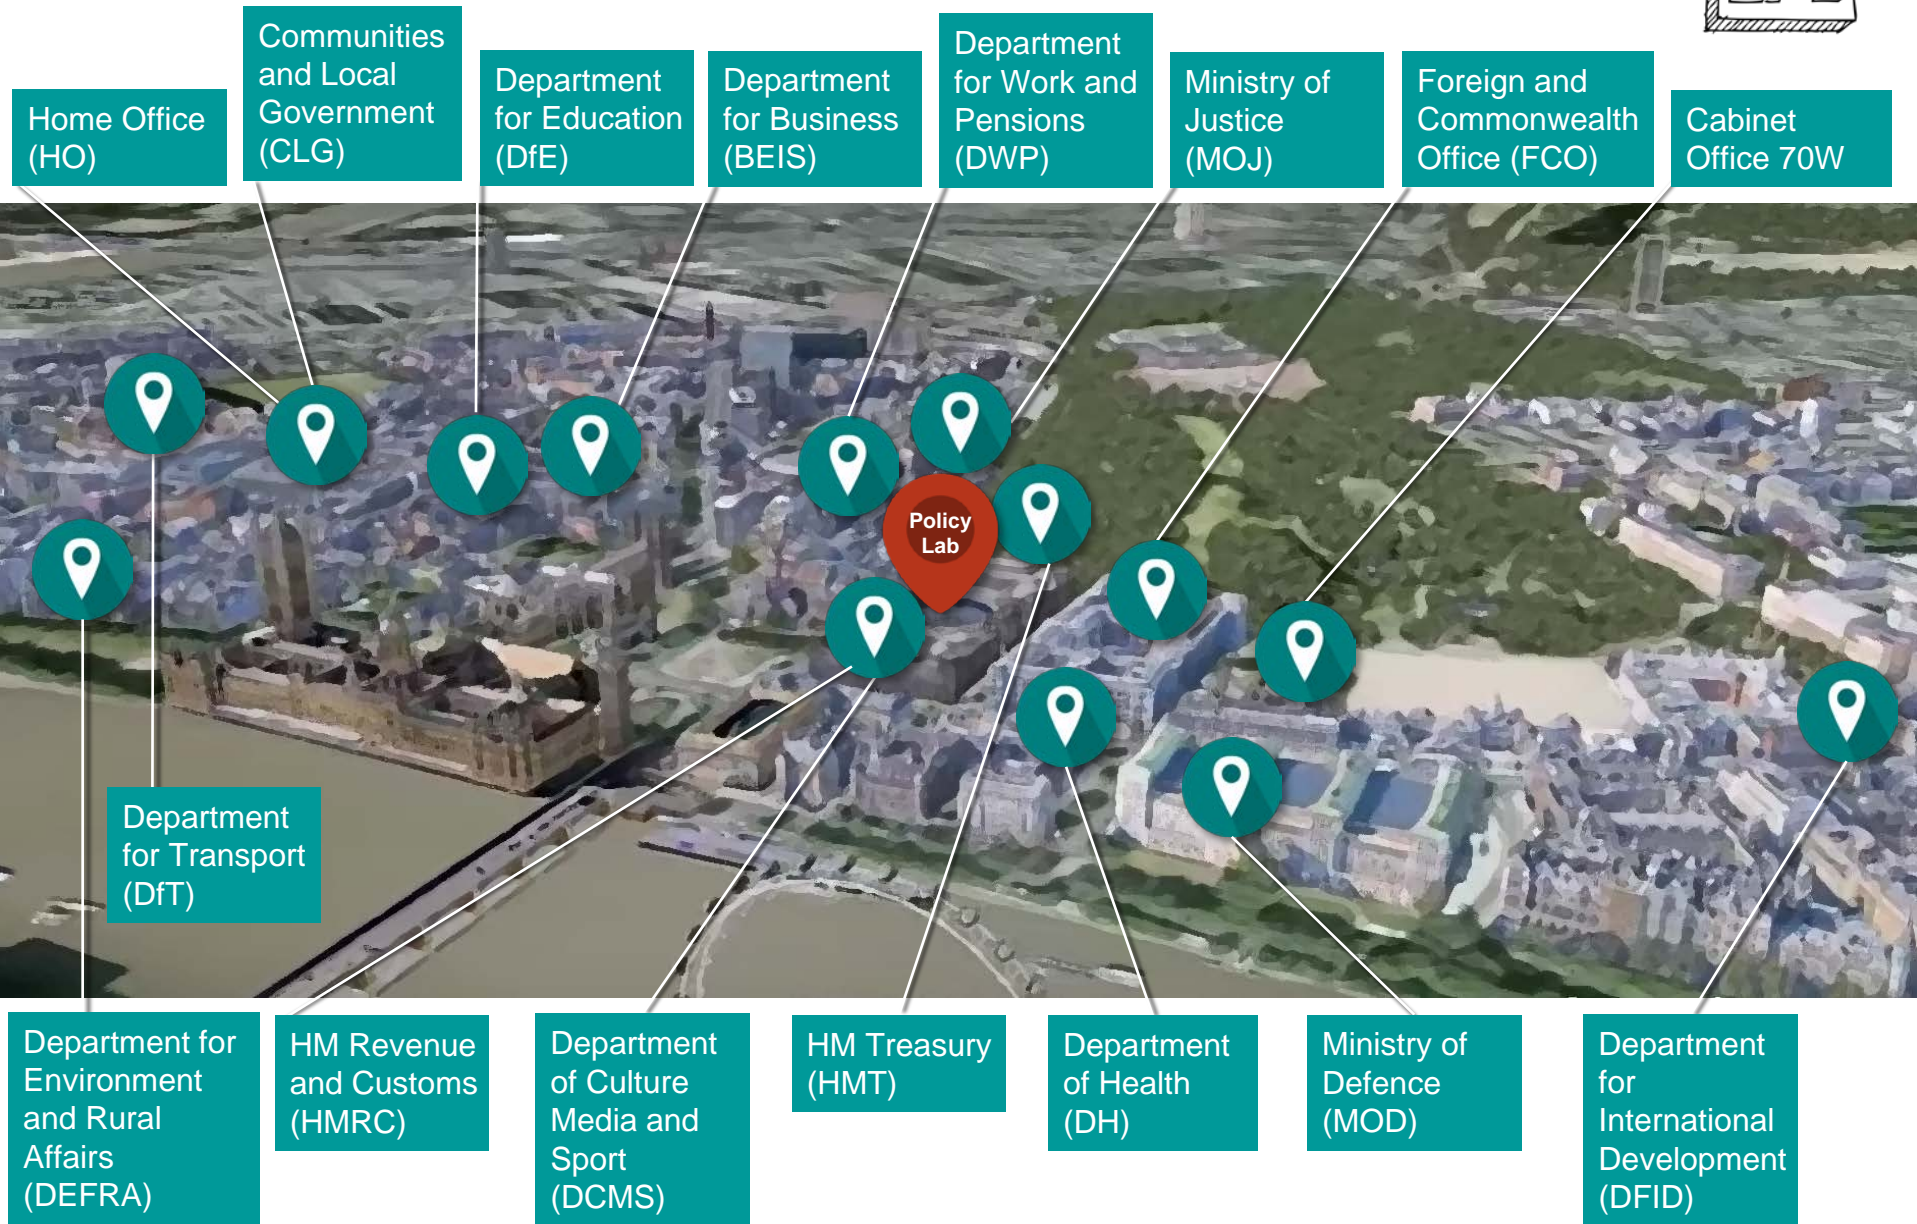 Home Office
(HO)
Communities
and Local
Government
(CLG)
Department
for Education
(DfE)
Department
for Business
(BEIS)
Department
for Work and
Pensions
(DWP)
Ministry of
Justice
(MOJ)
Foreign and
Commonwealth
Office (FCO)
Cabinet
Office 70W
Policy
Lab
Department
for Transport
(DfT)
Department for
Environment
and Rural
Affairs
(DEFRA)
HM Revenue
and Customs
(HMRC)
Department
of Culture
Media and
Sport
(DCMS)
HM Treasury
(HMT)
Department
of Health
(DH)
Ministry of
Defence
(MOD)
Department
for
International
Development
(DFID)